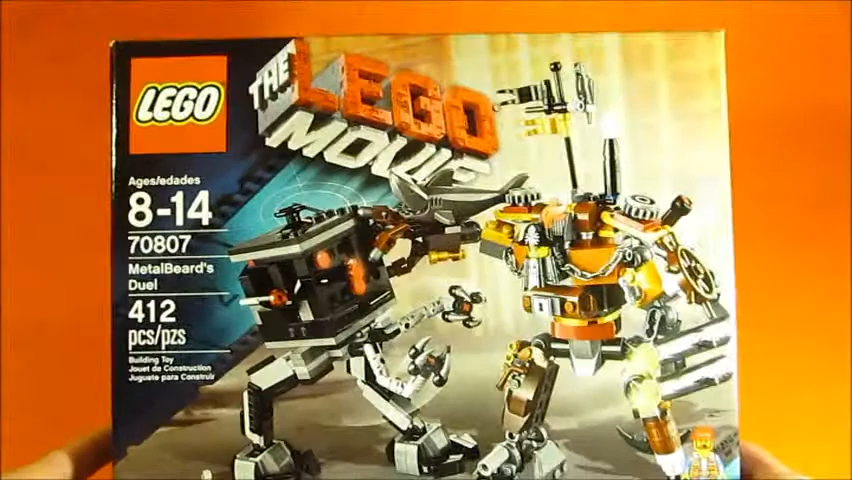 LEGO
THE
LEGO
MOVIE
Ages/edades
8-14
70807
MetalBeard's
Duel
412
pcs/pzs
Building Toy
Jouet de Construction
Juguete para Construir